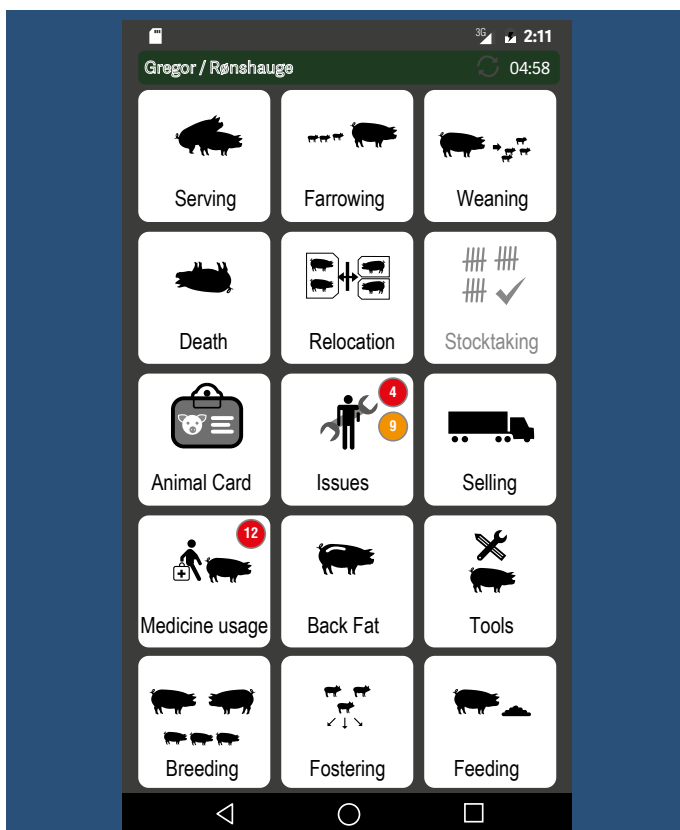 3G 2:11
Gregor / Rønshauge 04:58
Serving Farrowing Weaning
Death Relocation Stocktaking
4
9
Animal Card Issues Selling
12
Medicine usage Back Fat Tools
Breeding Fostering Feeding